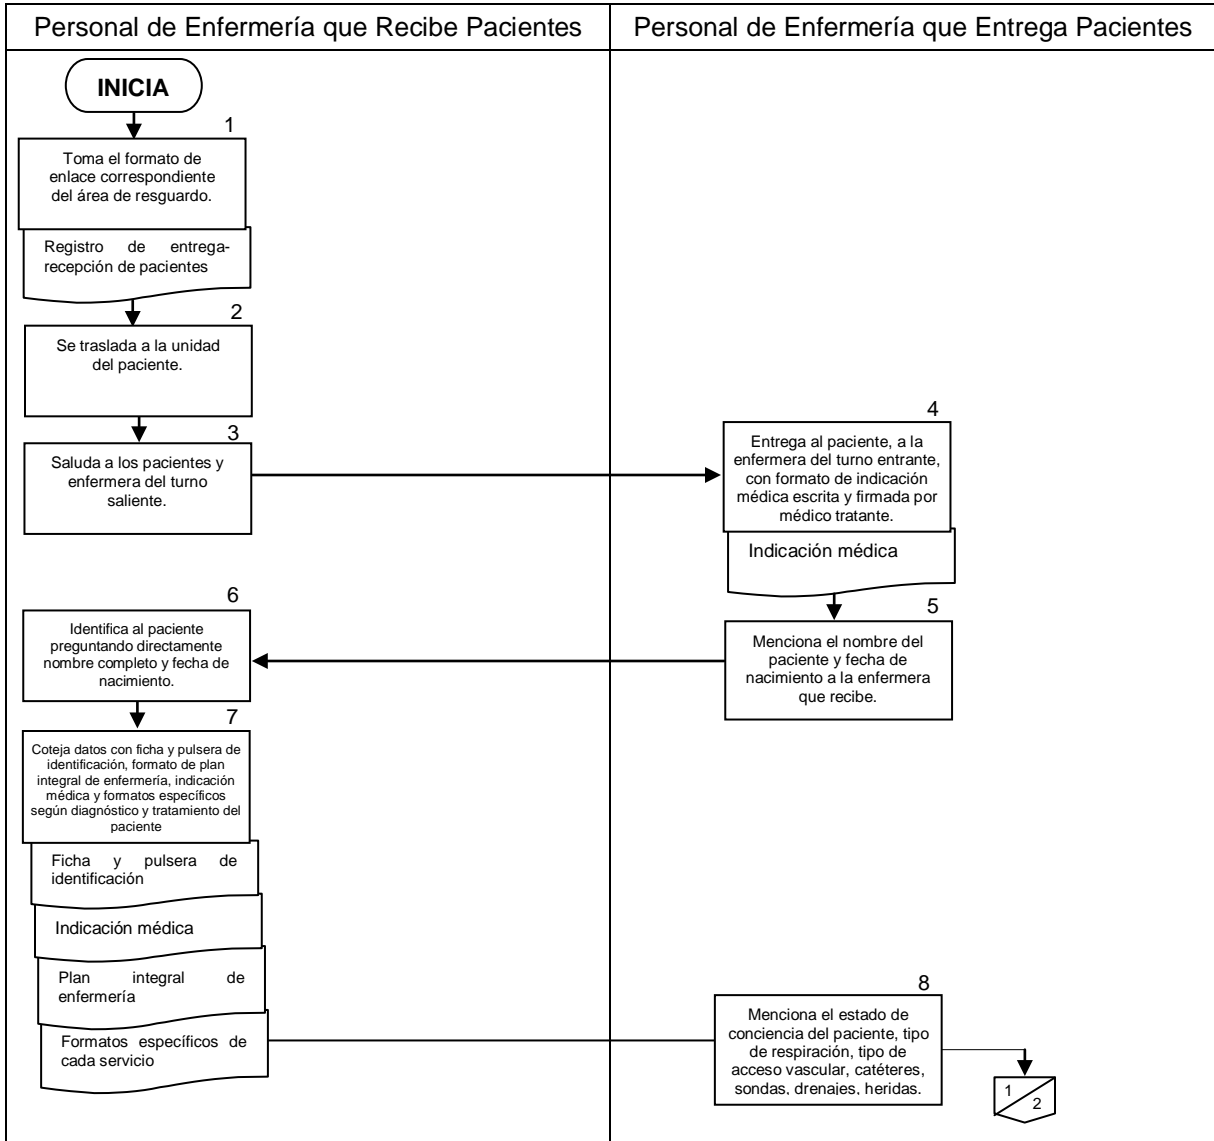 Personal de Enfermería que Recibe Pacientes
Personal de Enfermería que Entrega Pacientes
INICIA
1
Toma el formato de
enlace correspondiente
del área de resguardo.
Registro de entrega-
recepción de pacientes
2
Se traslada a la unidad
del paciente.
3
Saluda a los pacientes y
enfermera del turno
saliente.
4
Entrega al paciente, a la
enfermera del turno entrante,
con formato de indicación
médica escrita y firmada por
médico tratante.
Indicación médica
5
Menciona el nombre del
paciente y fecha de
nacimiento a la enfermera
que recibe.
6
Identifica al paciente
preguntando directamente
nombre completo y fecha de
nacimiento.
7
Coteja datos con ficha y pulsera de
identificación, formato de plan
integral de enfermería, indicación
médica y formatos específicos
según diagnóstico y tratamiento del
paciente
Ficha y pulsera de
identificación
Indicación médica
Plan integral de
enfermería
Formatos específicos de
cada servicio
8
Menciona el estado de
conciencia del paciente, tipo
de respiración, tipo de
acceso vascular, catéteres,
sondas, drenajes, heridas.
1
2